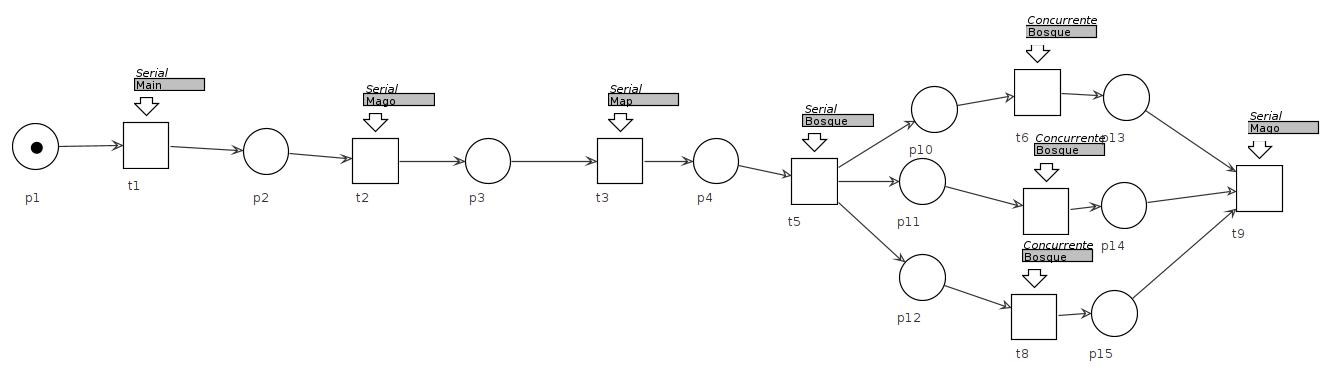 Serial
Main
t1
p1
p2
Serial
Mago
t2
p3
Serial
Map
t3
p4
Serial
Bosque
t5
p10
p11
p12
Concurrente
Bosque
t6
p13
Concurrente
Bosque
p14
Concurrente
Bosque
t8
p15
Serial
Mago
t9